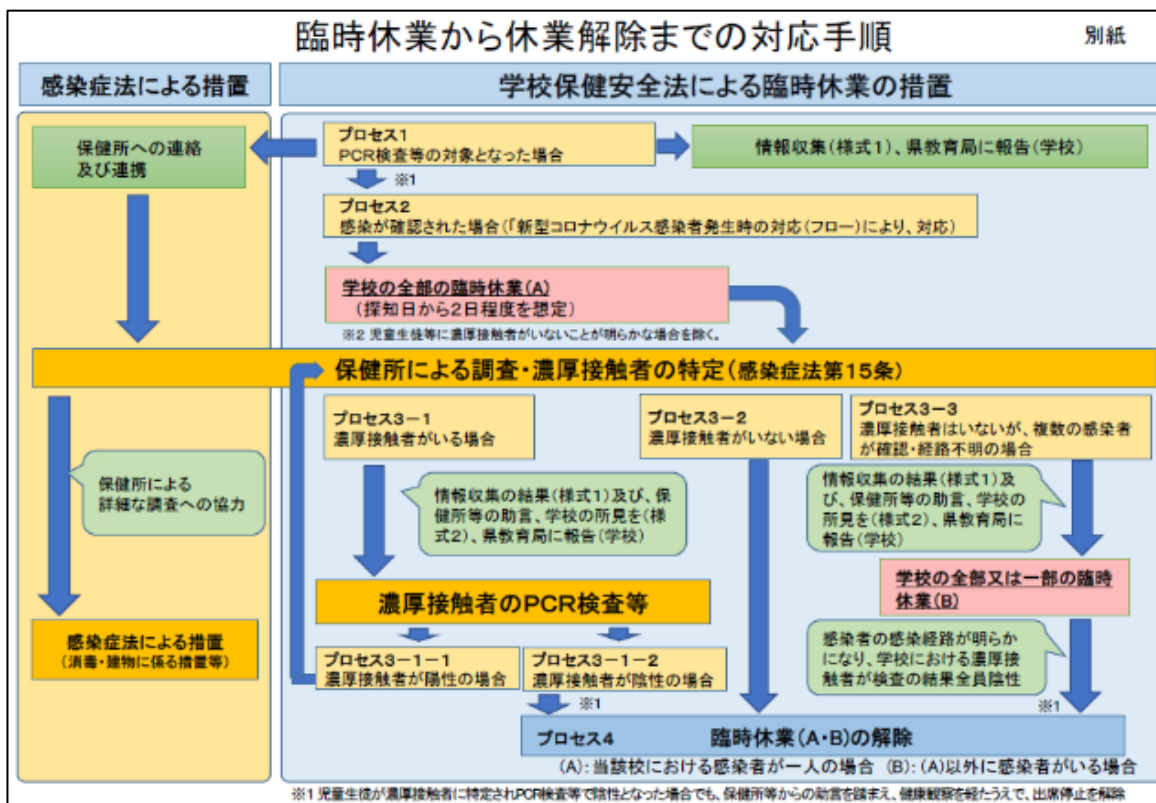 臨時休業から休業解除までの対応手順
別紙
感染症法による措置
学校保健安全法による臨時休業の措置
保健所への連絡
及び連携
プロセス1
PCR検査等の対象となった場合
情報収集(様式1)、県教育局に報告(学校)
※1
プロセス2
感染が確認された場合(「新型コロナウイルス感染者発生時の対応(フロー)により、対応)
学校の全部の臨時休業(A)
(探知日から2日程度を想定)
※2 児童生徒等に濃厚接触者がいないことが明らかな場合を除く。
保健所による調査・濃厚接触者の特定(感染症法第15条)
プロセス3-1
濃厚接触者がいる場合
プロセス3-2
濃厚接触者がいない場合
プロセス3-3
濃厚接触者はいないが、複数の感染者
が確認・経路不明の場合
保健所による
詳細な調査への協力
情報収集の結果(様式1)及び、保
健所等の助言、学校の所見を(様
式2)、県教育局に報告(学校)
情報収集の結果(様式1)及
び、保健所等の助言、学校の
所見を(様式2)、県教育局に
報告(学校)
学校の全部又は一部の臨時
休業(B)
濃厚接触者のPCR検査等
感染症法による措置
(消毒・建物に係る措置等)
プロセス3-1-1
濃厚接触者が陽性の場合
プロセス3-1-2
濃厚接触者が陰性の場合
感染者の感染経路が明らか
になり、学校における濃厚接
触者が検査の結果全員陰性
※1
※1
プロセス4 臨時休業(A・B)の解除
(A):当該校における感染者が一人の場合 (B):(A)以外に感染者がいる場合
※1 児童生徒が濃厚接触者に特定されPCR検査等で陰性となった場合でも、保健所等からの助言を踏まえ、健康観察を経たうえで、出席停止を解除